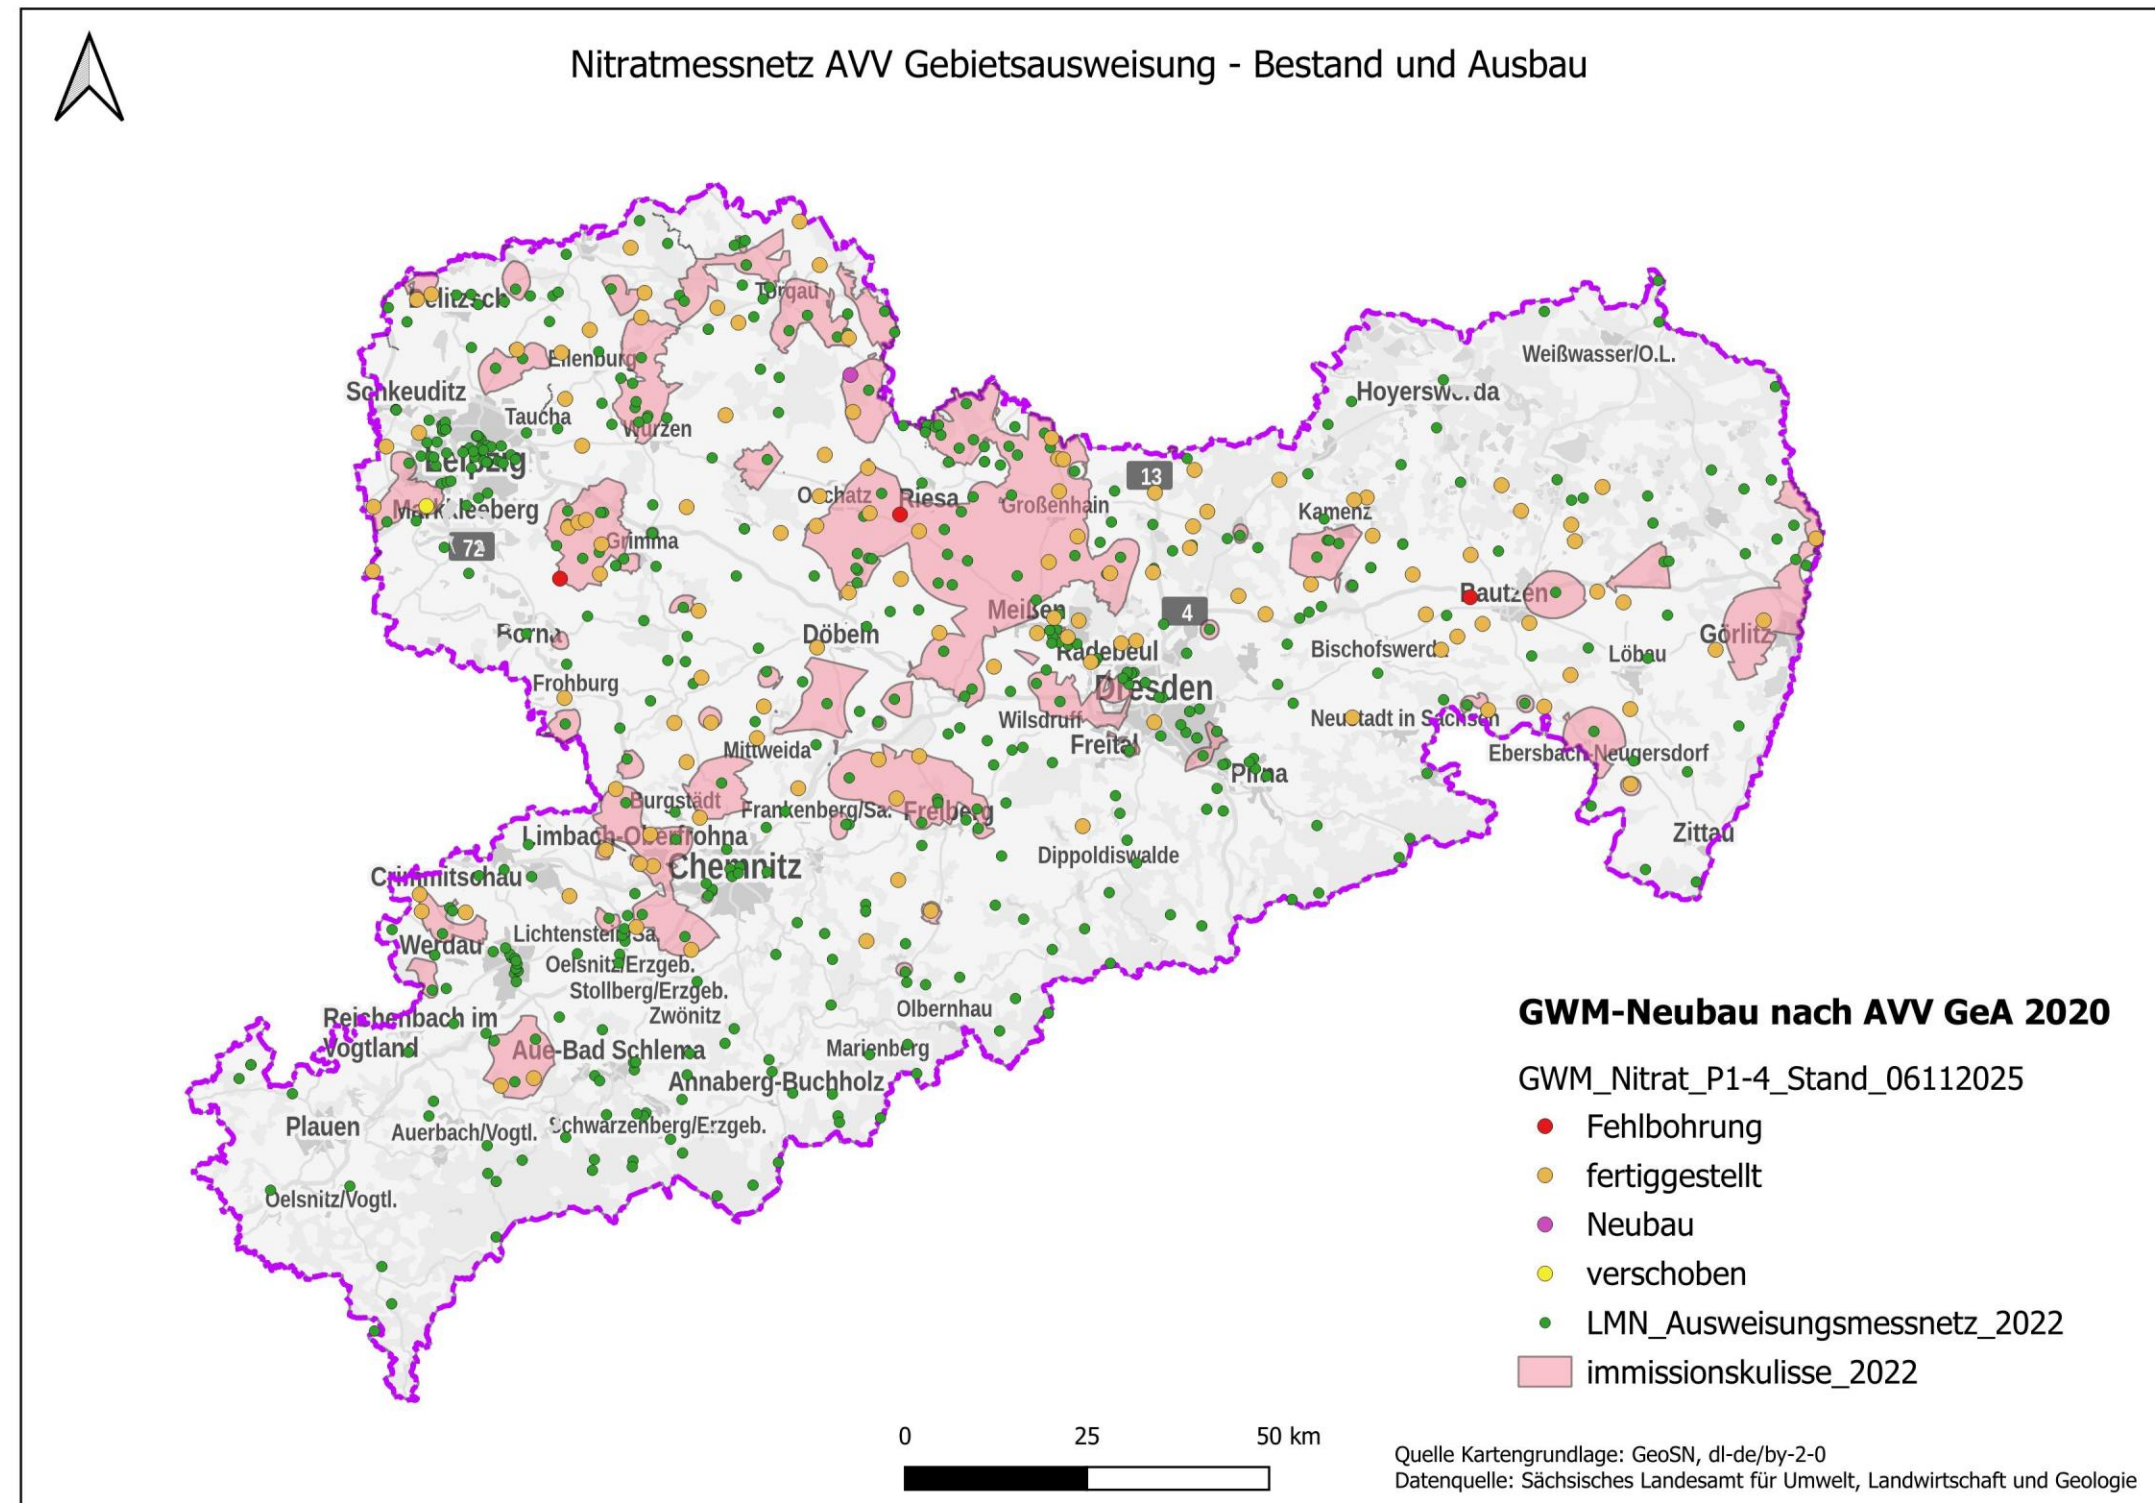 Nitratmessnetz AVV Gebietsausweisung - Bestand und Ausbau
Delitzsch
Torgau
Eilenburg
Schkeuditz
Taucha
Wurzen
Leipzig
Markkleeberg
72
Grimma
Oschatz
Riesa
Großenhain
13
Weißwasser/O.L.
Hoyerswerda
Kamenz
Bautzen
Görlitz
Löbau
Bischofswerda
Meißen
4
Radebeul
Dresden
Borna
Döbeln
Frohburg
Wilsdruff
Freital
Neustadt in Sachsen
Ebersbach-Neugersdorf
Mittweida
Pirna
Burgstädt
Frankenberg/Sa.
Freiberg
Zittau
Limbach-Oberfrohna
Chemnitz
Dippoldiswalde
Crimmitschau
Werdau
Lichtenstein/Sa.
Oelsnitz/Erzgeb.
Stollberg/Erzgeb.
Zwönitz
Olbernhau
Reichenbach im
Vogtland
Aue-Bad Schlema
Marienberg
Annaberg-Buchholz
Plauen
Auerbach/Vogtl.
Schwarzenberg/Erzgeb.
Oelsnitz/Vogtl.
GWM-Neubau nach AVV GeA 2020
GWM_Nitrat_P1-4_Stand_06112025
Fehlbohrung
fertiggestellt
Neubau
verschoben
LMN_Ausweisungsmessnetz_2022
immissionskulisse_2022
0 25 50 km
Quelle Kartengrundlage: GeoSN, dl-de/by-2-0
Datenquelle: Sächsisches Landesamt für Umwelt, Landwirtschaft und Geologie